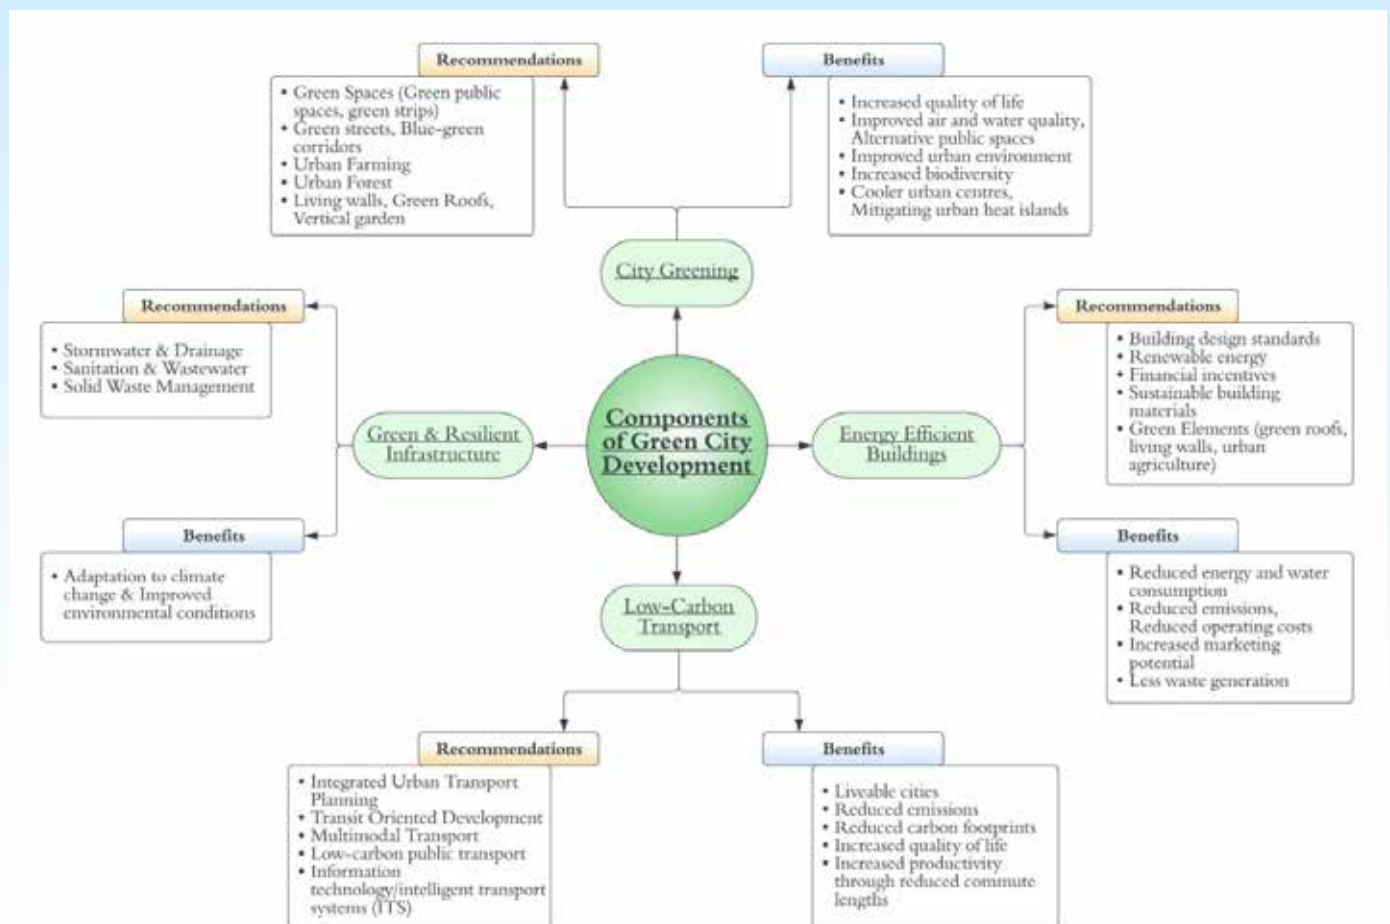 Recommendations
• Green Spaces (Green public
spaces, green strips)
• Green streets, Blue-green
corridors
• Urban Farming
• Urban Forest
• Living walls, Green Roofs,
Vertical garden
Benefits
• Increased quality of life
• Improved air and water quality,
Alternative public spaces
• Improved urban environment
• Increased biodiversity
• Cooler urban centres,
Mitigating urban heat islands
City Greening
Recommendations
• Stormwater & Drainage
• Sanitation & Wastewater
• Solid Waste Management
Green & Resilient
Infrastructure
Benefits
• Adaptation to climate
change & Improved
environmental conditions
Components
of Green City
Development
Energy Efficient
Buildings
Recommendations
• Building design standards
• Renewable energy
• Financial incentives
• Sustainable building
materials
• Green Elements (green roofs,
living walls, urban
agriculture)
Benefits
• Reduced energy and water
consumption
• Reduced emissions,
Reduced operating costs
• Increased marketing
potential
• Less waste generation
Low-Carbon
Transport
Recommendations
• Integrated Urban Transport
Planning
• Transit Oriented Development
• Multimodal Transport
• Low-carbon public transport
• Information
technology/intelligent transport
systems (ITS)
Benefits
• Liveable cities
• Reduced emissions
• Reduced carbon footprints
• Increased quality of life
• Increased productivity
through reduced commute
lengths